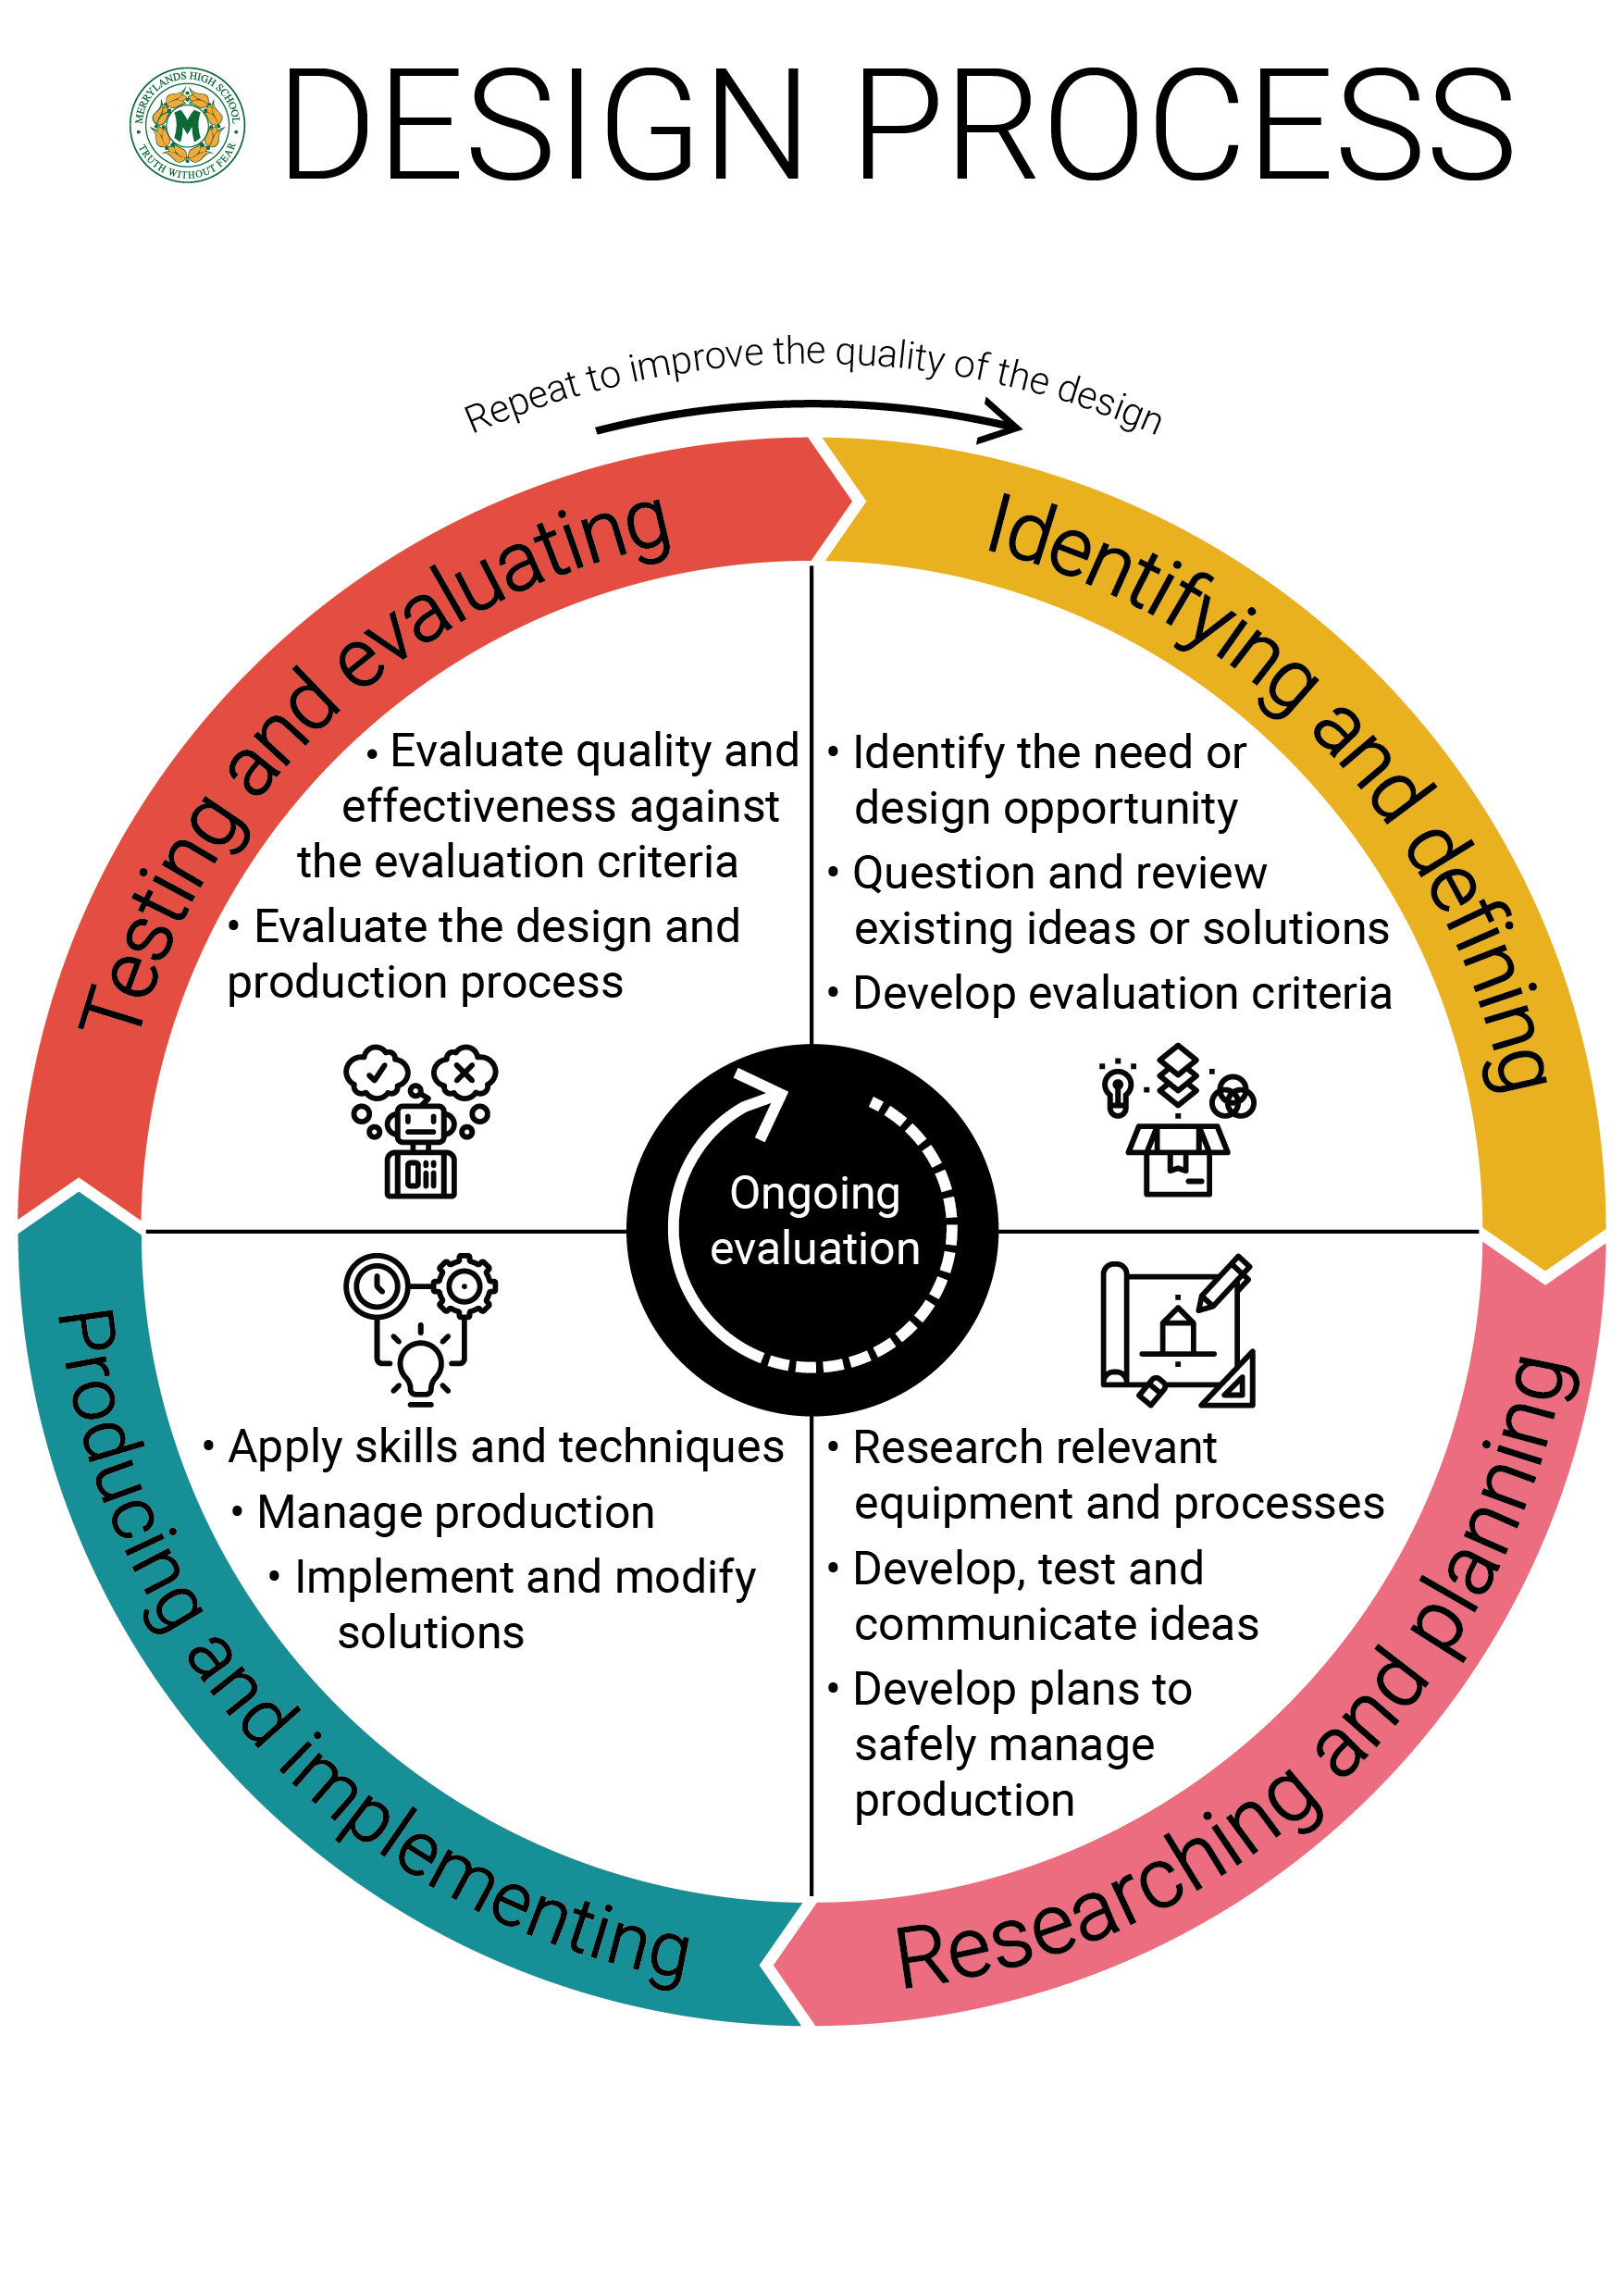 MERRYLANDS HIGH SCHOOL
M
TRUTH WITHOUT FEAR
DESIGN PROCESS
Repeat to improve the quality of the design
Identifying and defining
• Identify the need or
design opportunity
• Question and review
existing ideas or solutions
• Develop evaluation criteria
Researching and planning
• Research relevant
equipment and processes
• Develop, test and
communicate ideas
• Develop plans to
safely manage
production
Producing and implementing
• Apply skills and techniques
• Manage production
• Implement and modify
solutions
Testing and evaluating
• Evaluate quality and
effectiveness against
the evaluation criteria
• Evaluate the design and
production process
Ongoing
evaluation